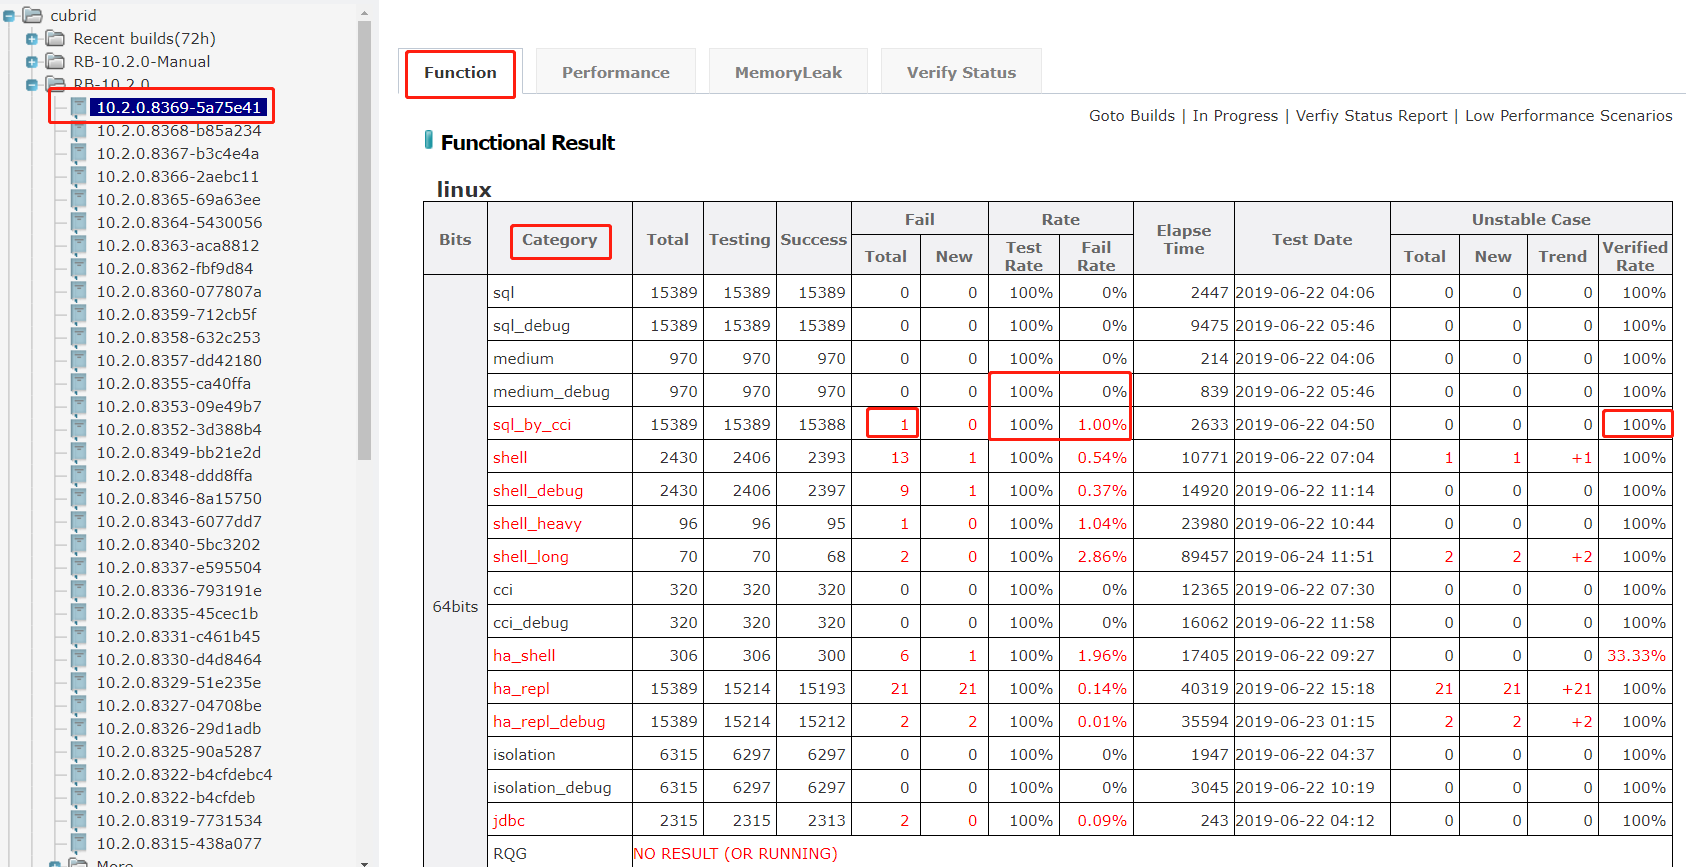 cubrid
Recent builds(72h)
RB-10.2.0-Manual
RB-10.2.0
10.2.0.8369-5a75e41
10.2.0.8368-b85a234
10.2.0.8367-b3c4e4a
10.2.0.8366-2aebc11
10.2.0.8365-69a63ee
10.2.0.8364-5430056
10.2.0.8363-aca8812
10.2.0.8362-fbf9d84
10.2.0.8360-077807a
10.2.0.8359-712cb5f
10.2.0.8358-632c253
10.2.0.8357-dd42180
10.2.0.8355-ca40ffa
10.2.0.8353-09e49b7
10.2.0.8352-3d388b4
10.2.0.8349-bb21e2d
10.2.0.8348-ddd8ffa
10.2.0.8346-8a15750
10.2.0.8343-6077dd7
10.2.0.8340-5bc3202
10.2.0.8337-e595504
10.2.0.8336-793191e
10.2.0.8335-45cec1b
10.2.0.8331-c461b45
10.2.0.8330-d4d8464
10.2.0.8329-51e235e
10.2.0.8327-04708be
10.2.0.8326-29d1adb
10.2.0.8325-90a5287
10.2.0.8322-b4cfdebc4
10.2.0.8322-b4cfdeb
10.2.0.8319-7731534
10.2.0.8315-438a077
More
Function Performance MemoryLeak Verify Status
Goto Builds | In Progress | Verfiy Status Report | Low Performance Scenarios
Functional Result
linux
Bits Category Total Testing Success Fail Rate Elapse Time Test Date Unstable Case
Total New Test Rate Fail Rate Total New Trend Verified Rate
64bits
sql 15389 15389 15389 0 0 100% 0% 2447 2019-06-22 04:06 0 0 0 100%
sql_debug 15389 15389 15389 0 0 100% 0% 9475 2019-06-22 05:46 0 0 0 100%
medium 970 970 970 0 0 100% 0% 214 2019-06-22 04:06 0 0 0 100%
medium_debug 970 970 970 0 0 100% 0% 839 2019-06-22 05:46 0 0 0 100%
sql_by_cci 15389 15389 15388 1 0 100% 1.00% 2633 2019-06-22 04:50 0 0 0 100%
shell 2430 2406 2393 13 1 100% 0.54% 10771 2019-06-22 07:04 1 1 +1 100%
shell_debug 2430 2406 2397 9 1 100% 0.37% 14920 2019-06-22 11:14 0 0 0 100%
shell_heavy 96 96 95 1 0 100% 1.04% 23980 2019-06-22 10:44 0 0 0 100%
shell_long 70 70 68 2 0 100% 2.86% 89457 2019-06-24 11:51 2 2 +2 100%
cci 320 320 320 0 0 100% 0% 12365 2019-06-22 07:30 0 0 0 100%
cci_debug 320 320 320 0 0 100% 0% 16062 2019-06-22 11:58 0 0 0 100%
ha_shell 306 306 300 6 1 100% 1.96% 17405 2019-06-22 09:27 0 0 0 33.33%
ha_repl 15389 15214 15193 21 21 100% 0.14% 40319 2019-06-22 15:18 21 21 +21 100%
ha_repl_debug 15389 15214 15212 2 2 100% 0.01% 35594 2019-06-23 01:15 2 2 +2 100%
isolation 6315 6297 6297 0 0 100% 0% 1947 2019-06-22 04:37 0 0 0 100%
isolation_debug 6315 6297 6297 0 0 100% 0% 3045 2019-06-22 10:19 0 0 0 100%
jdbc 2315 2315 2313 2 0 100% 0.09% 243 2019-06-22 04:12 0 0 0 100%
RQG NO RESULT (OR RUNNING)